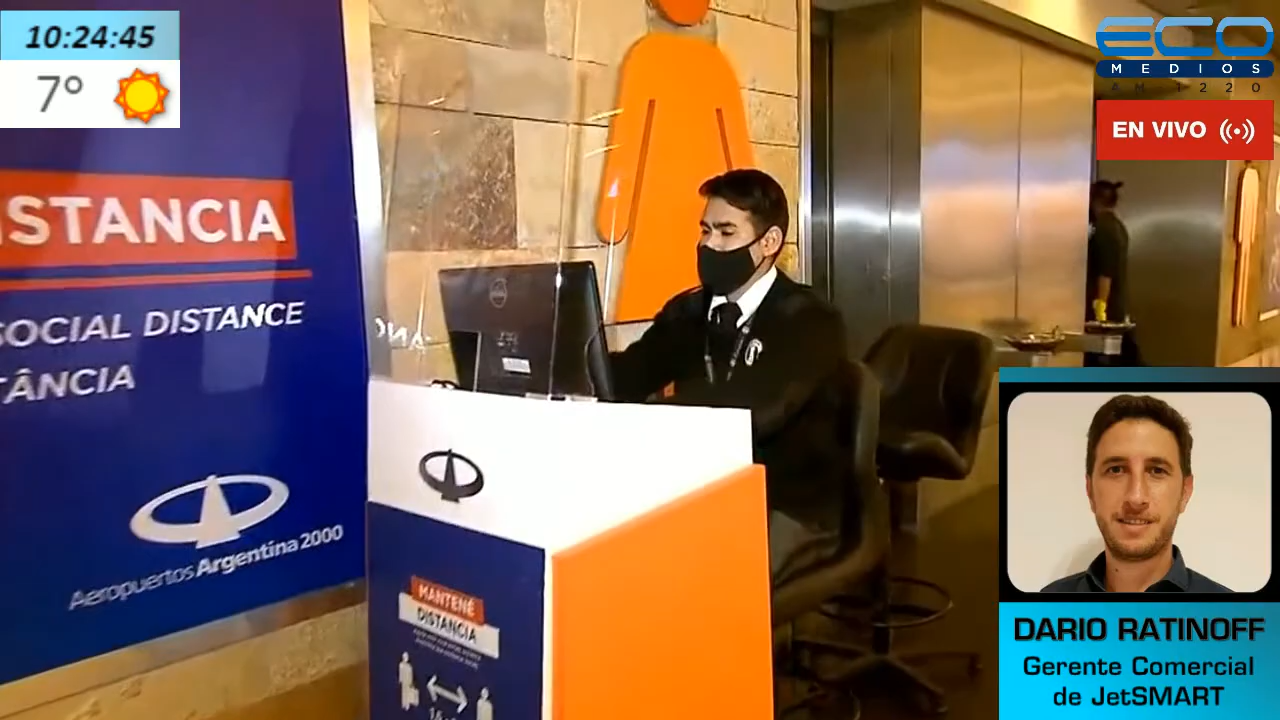 10:24:45
7°
ISTANCIA
SOCIAL DISTANCE
TÂNCIA
Aeropuertos Argentina 2000
MANTENÉ
DISTANCIA
ECO
MEDIOS
AM 1220
EN VIVO
DARIO RATINOFF
Gerente Comercial
de JetSMART